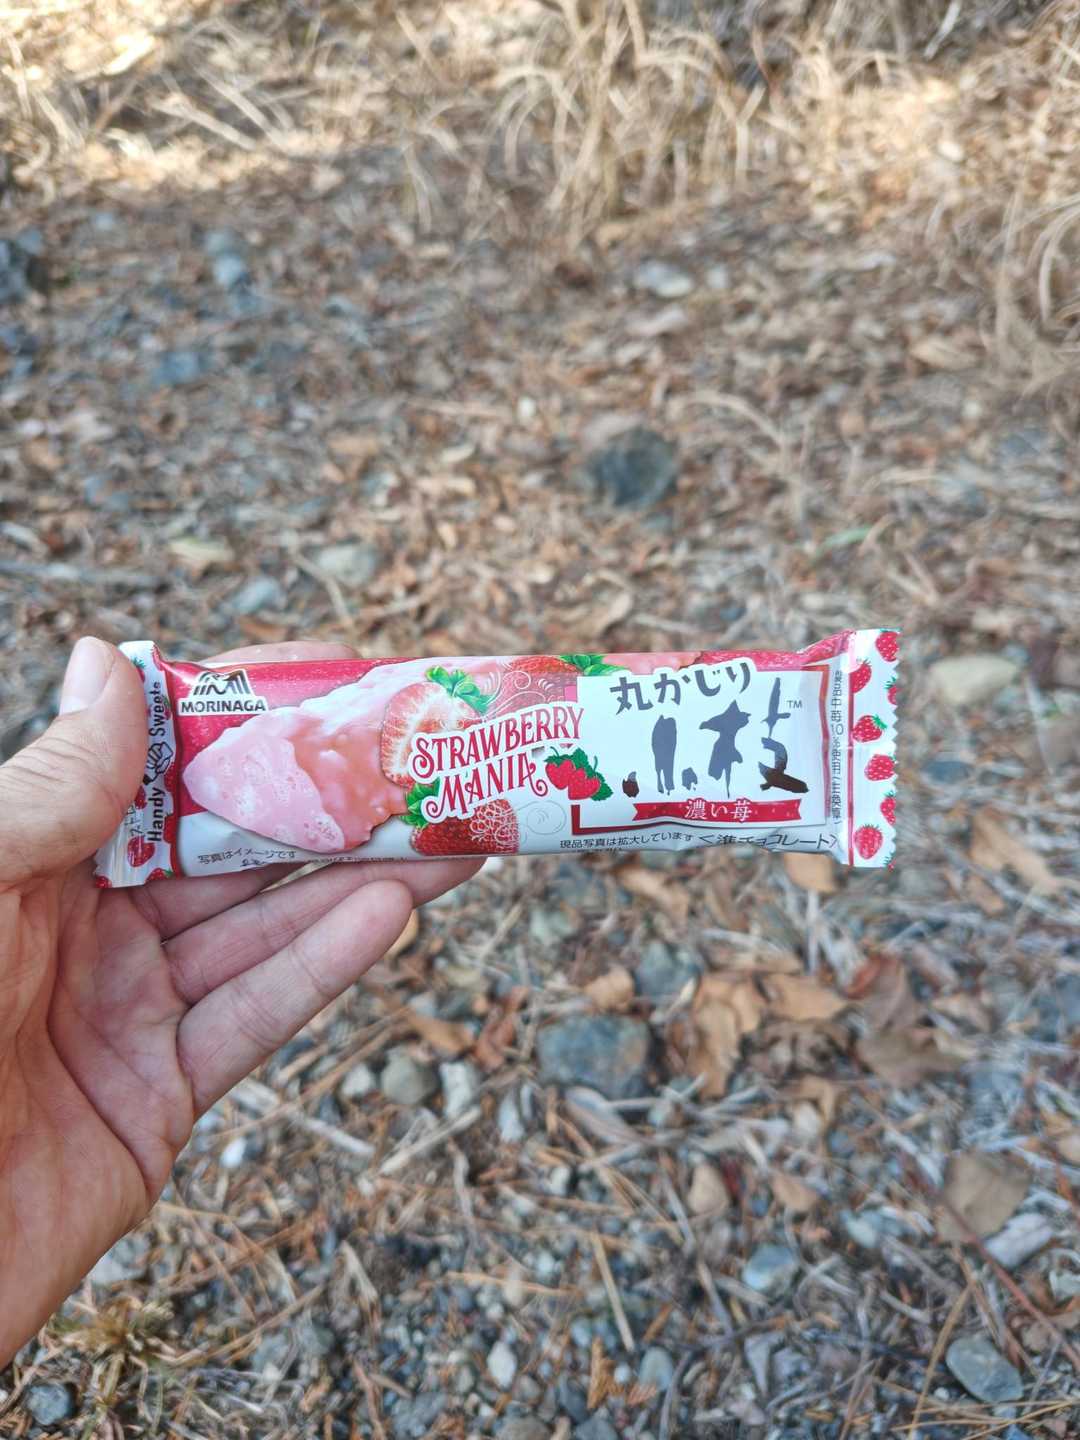 MORINAGA
Handy Sweets
STRAWBERRY
MANIA
丸かじり
小枝
TM
濃い苺
写真はイメージです
現品写真は拡大しています
<準チョコレート>